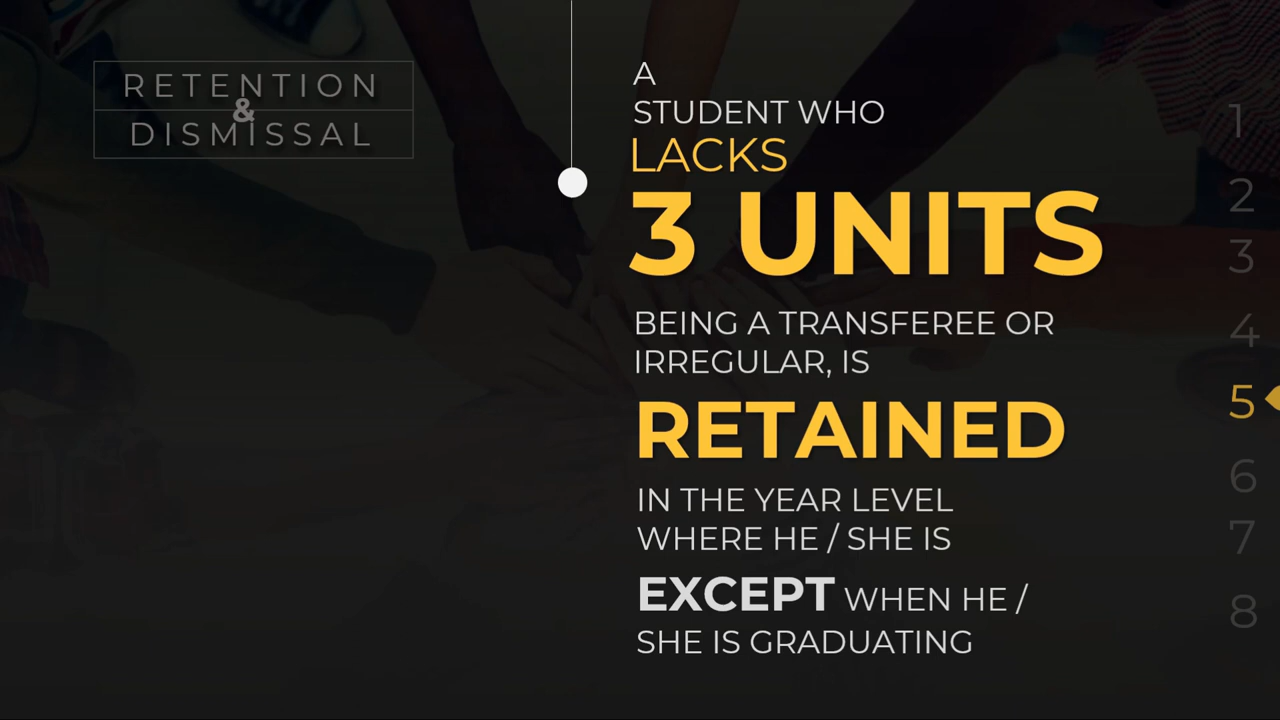 RETENTION
&
DISMISSAL
A
STUDENT WHO
LACKS
3 UNITS
BEING A TRANSFEREE OR
IRREGULAR, IS
RETAINED
IN THE YEAR LEVEL
WHERE HE / SHE IS
EXCEPT WHEN HE /
SHE IS GRADUATING
1
2
3
4
5
6
7
8